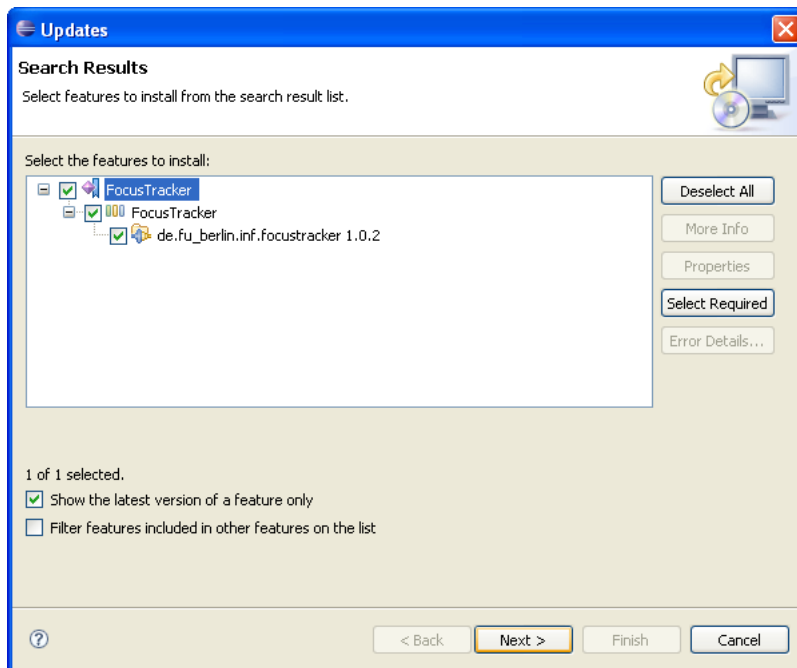 Updates
Search Results
Select features to install from the search result list.
Select the features to install:
FocusTracker
FocusTracker
de.fu_berlin.inf.focustracker 1.0.2
Deselect All
More Info
Properties
Select Required
Error Details...
1 of 1 selected.
Show the latest version of a feature only
Filter features included in other features on the list
? < Back Next > Finish Cancel